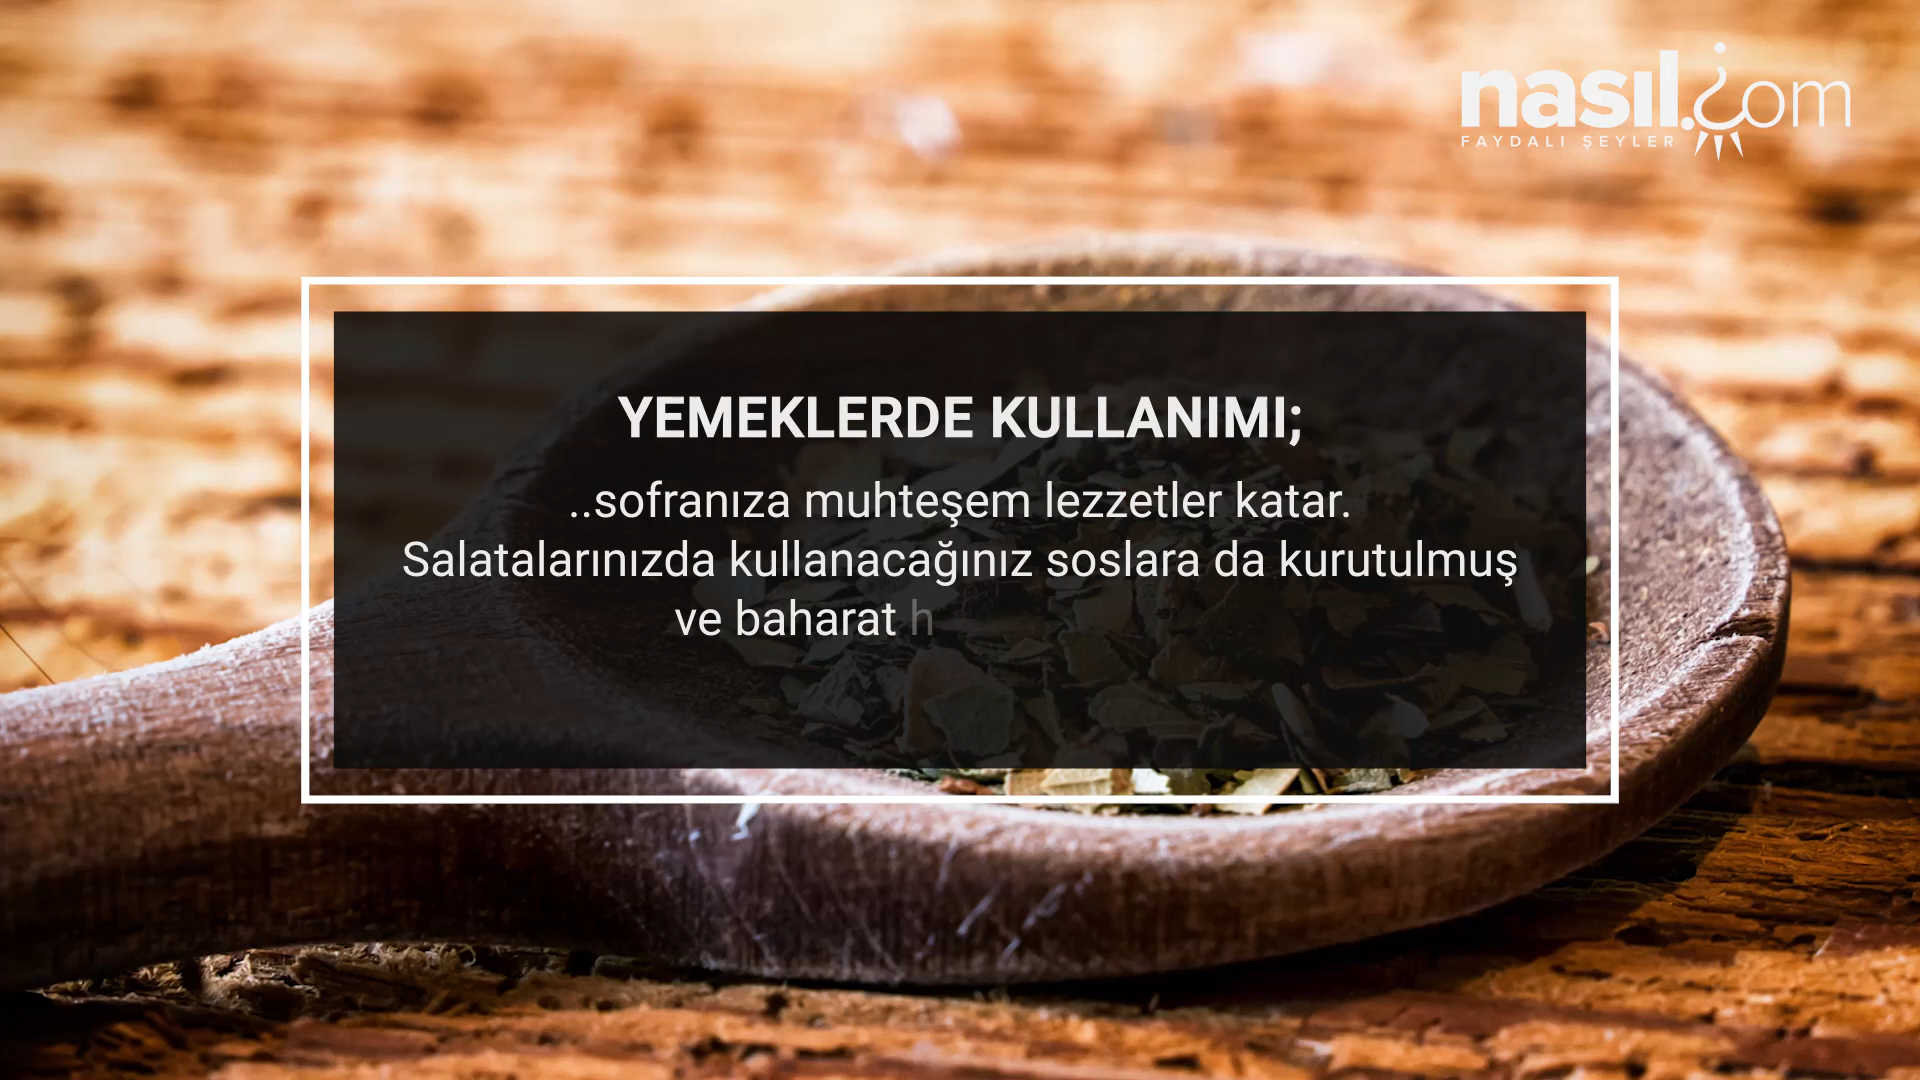 nasıl.com
FAYDALI ŞEYLER
YEMEKLERDE KULLANIMI;
..sofranıza muhteşem lezzetler katar.
Salatalarınızda kullanacağınız soslara da kurutulmuş
ve baharat h